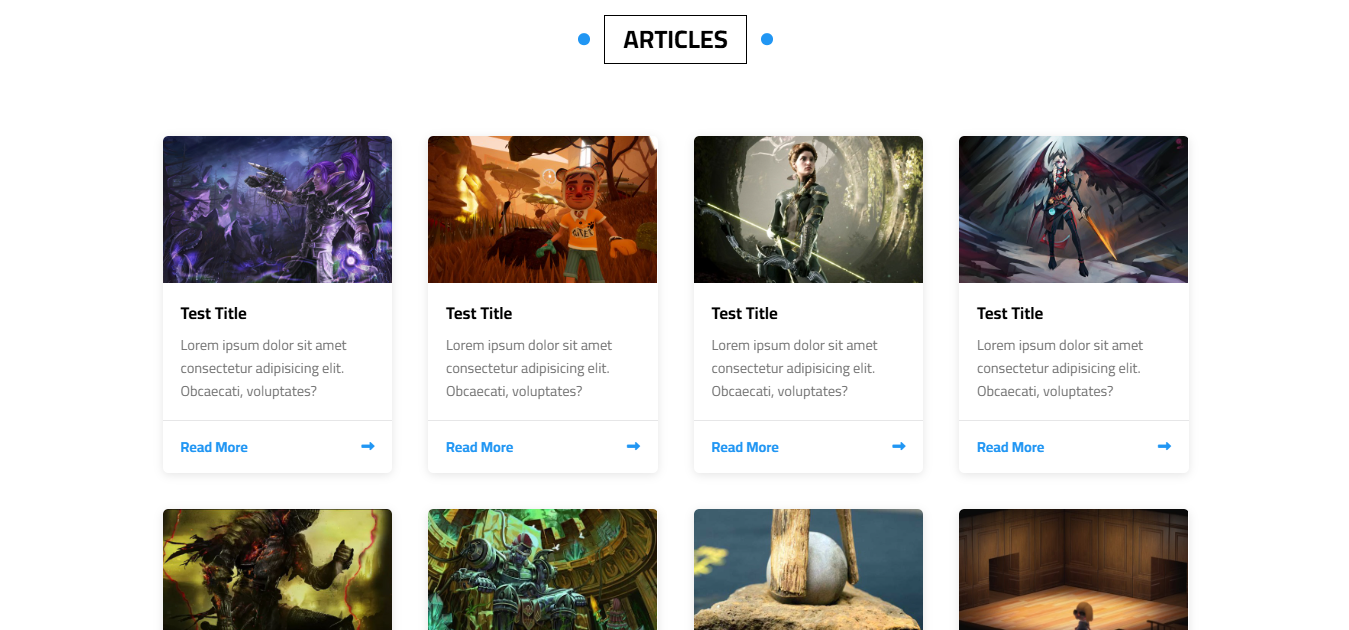 ARTICLES
Test Title
Lorem ipsum dolor sit amet
consectetur adipisicing elit.
Obcaecati, voluptates?
Read More
Test Title
Lorem ipsum dolor sit amet
consectetur adipisicing elit.
Obcaecati, voluptates?
Read More
Test Title
Lorem ipsum dolor sit amet
consectetur adipisicing elit.
Obcaecati, voluptates?
Read More
Test Title
Lorem ipsum dolor sit amet
consectetur adipisicing elit.
Obcaecati, voluptates?
Read More